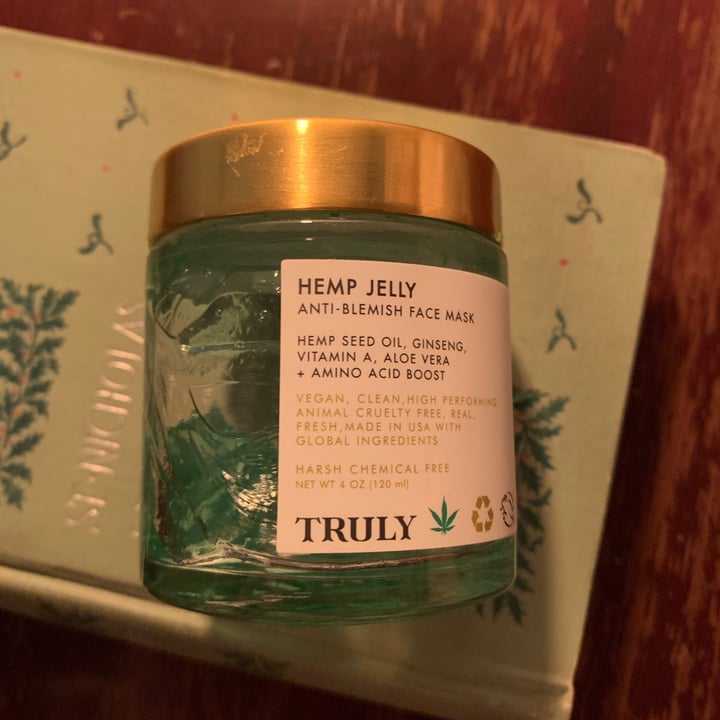 HEMP JELLY
ANTI-BLEMISH FACE MASK
HEMP SEED OIL, GINSENG,
VITAMIN A, ALOE VERA
+ AMINO ACID BOOST
VEGAN, CLEAN,HIGH PERFORMING,
ANIMAL CRUELTY FREE, REAL,
FRESH,MADE IN USA WITH
GLOBAL INGREDIENTS
HARSH CHEMICAL FREE
NET WT 4 OZ (120 ml)
TRULY